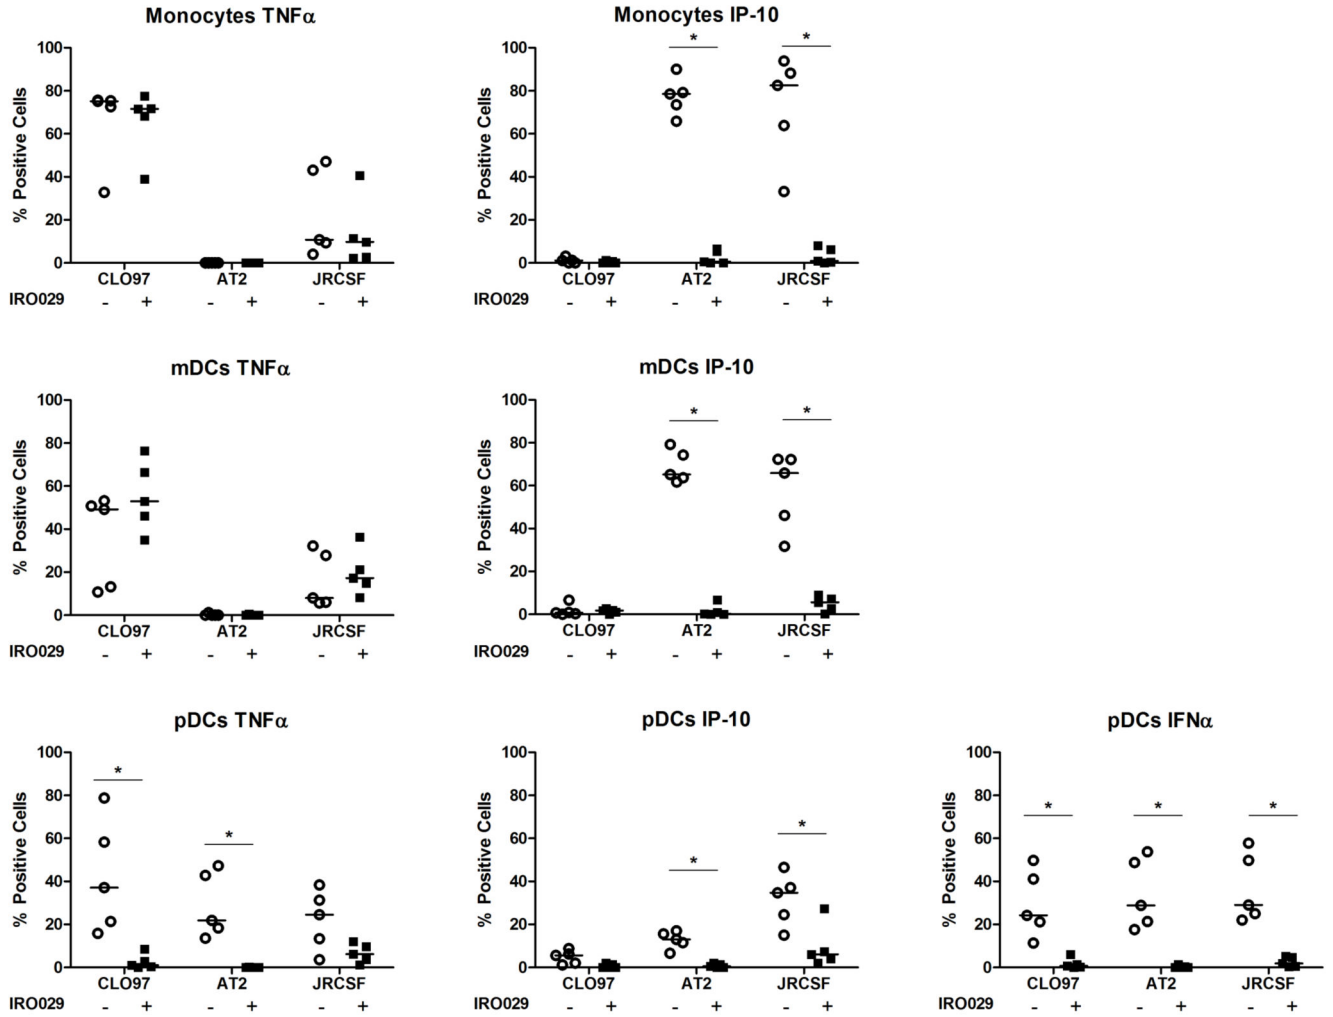 Monocytes TNFα
% Positive Cells
100
80
60
40
20
0
CLO97 AT2 JRCSF
IRO029 - + - + - +
Monocytes IP-10
% Positive Cells
100
80
60
40
20
0
* *
CLO97 AT2 JRCSF
IRO029 - + - + - +
mDCs TNFα
% Positive Cells
100
80
60
40
20
0
CLO97 AT2 JRCSF
IRO029 - + - + - +
mDCs IP-10
% Positive Cells
100
80
60
40
20
0
* *
CLO97 AT2 JRCSF
IRO029 - + - + - +
pDCs TNFα
% Positive Cells
100
80
60
40
20
0
* *
CLO97 AT2 JRCSF
IRO029 - + - + - +
pDCs IP-10
% Positive Cells
100
80
60
40
20
0
* *
CLO97 AT2 JRCSF
IRO029 - + - + - +
pDCs IFNα
% Positive Cells
100
80
60
40
20
0
* * *
CLO97 AT2 JRCSF
IRO029 - + - + - +